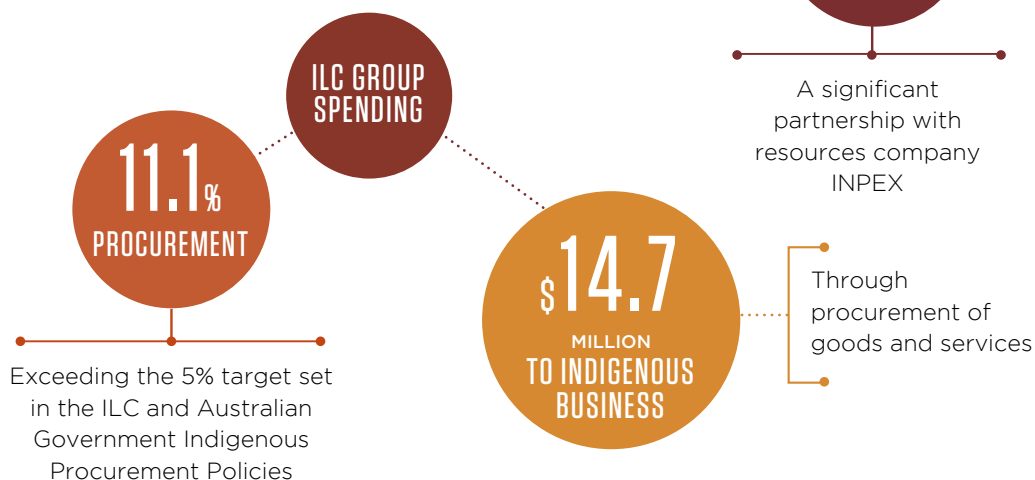 ILC GROUP
SPENDING
11.1%
PROCUREMENT
Exceeding the 5% target set
in the ILC and Australian
Government Indigenous
Procurement Policies
$14.7
MILLION
TO INDIGENOUS
BUSINESS
Through
procurement of
goods and services
A significant
partnership with
resources company
INPEX